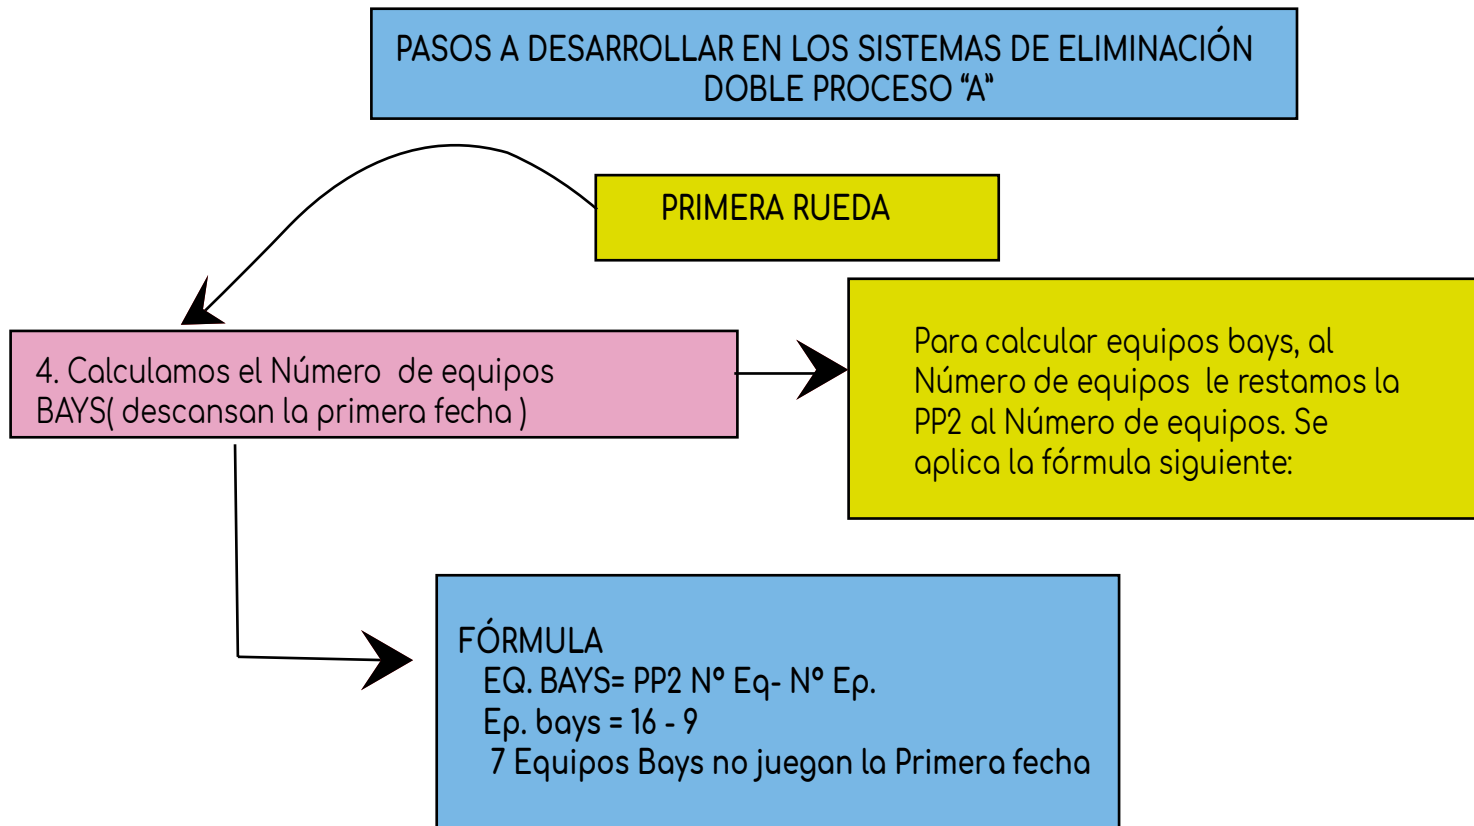 PASOS A DESARROLLAR EN LOS SISTEMAS DE ELIMINACIÓN
DOBLE PROCESO “A”
PRIMERA RUEDA
4. Calculamos el Número de equipos
BAYS( descansan la primera fecha )
Para calcular equipos bays, al
Número de equipos le restamos la
PP2 al Número de equipos. Se
aplica la fórmula siguiente:
FÓRMULA
EQ. BAYS= PP2 Nº Eq- Nº Ep.
Ep. bays = 16 - 9
7 Equipos Bays no juegan la Primera fecha